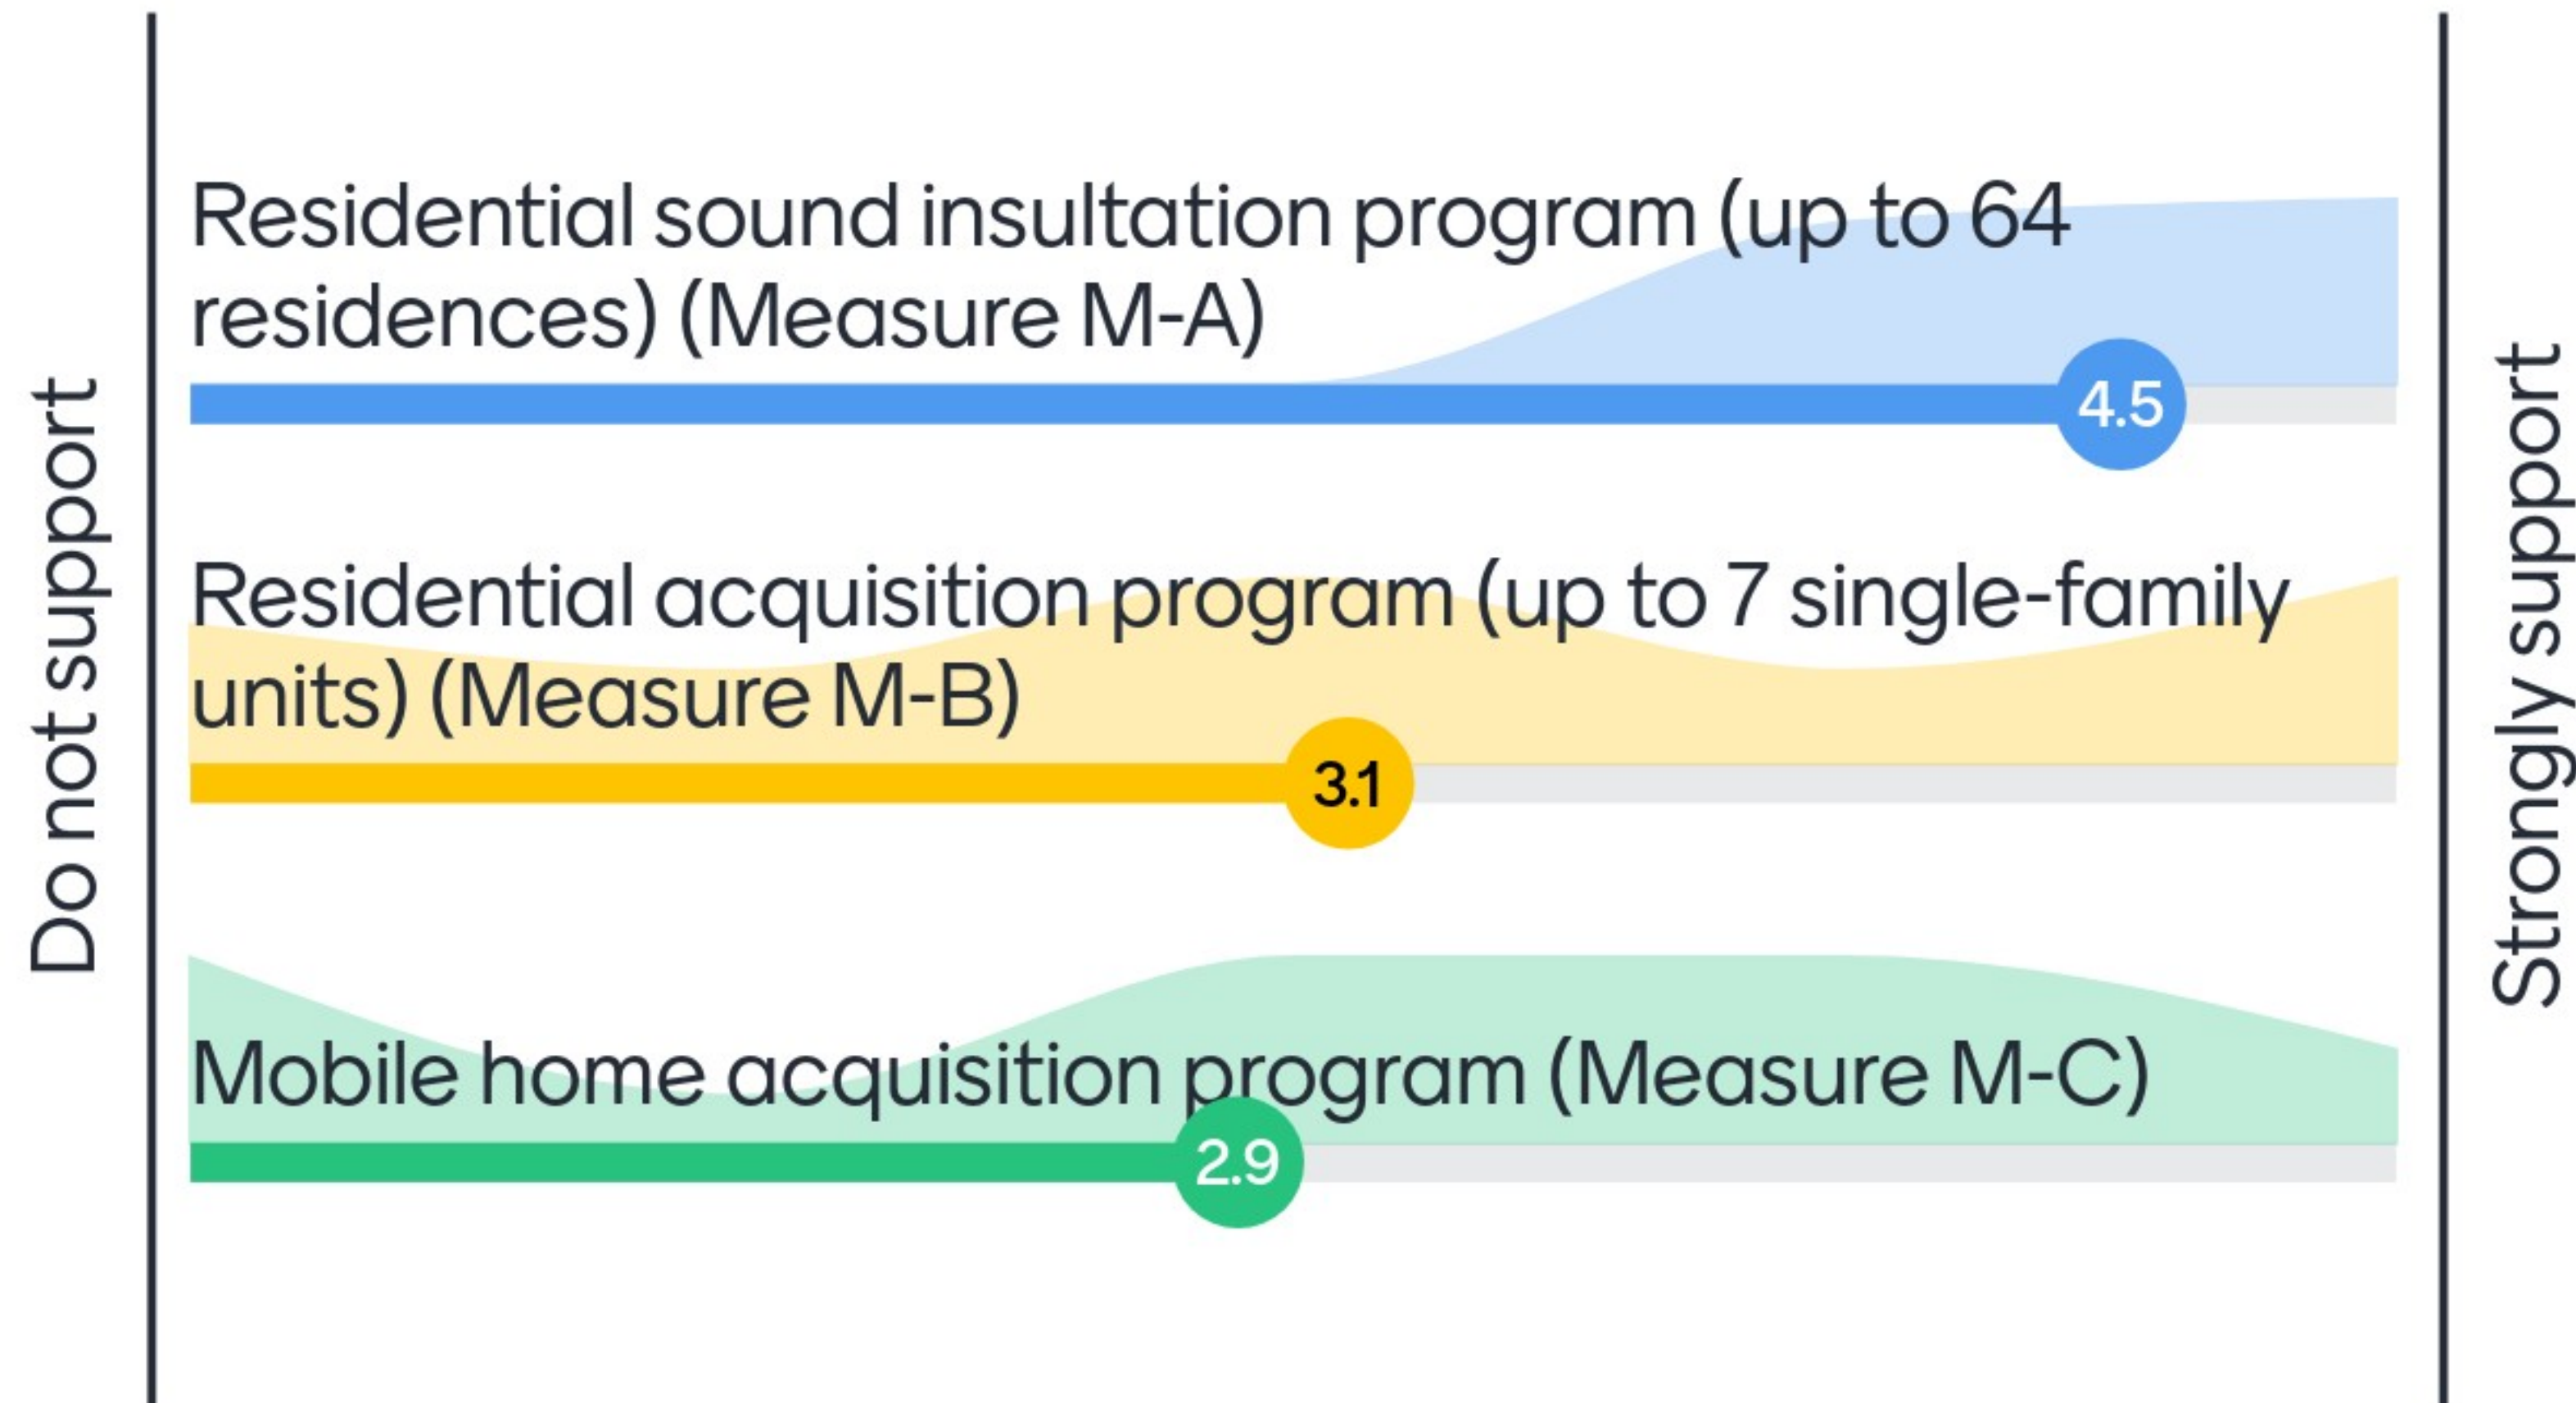 Do not support
Residential sound insultation program (up to 64
residences) (Measure M-A)
4.5
Residential acquisition program (up to 7 single-family
units) (Measure M-B)
3.1
Mobile home acquisition program (Measure M-C)
2.9
Strongly support